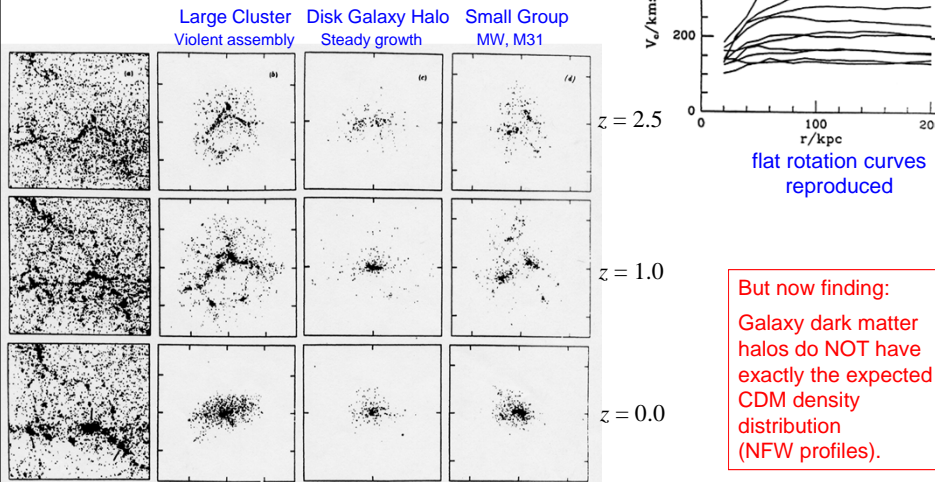 Large Cluster Disk Galaxy Halo Small Group
Violent assembly Steady growth MW, M31
(a) (b) (c) (d)
z = 2.5
z = 1.0
z = 0.0
200
0
0 100
r/kpc
flat rotation curves
reproduced
But now finding:
Galaxy dark matter
halos do NOT have
exactly the expected
CDM density
distribution
(NFW profiles).